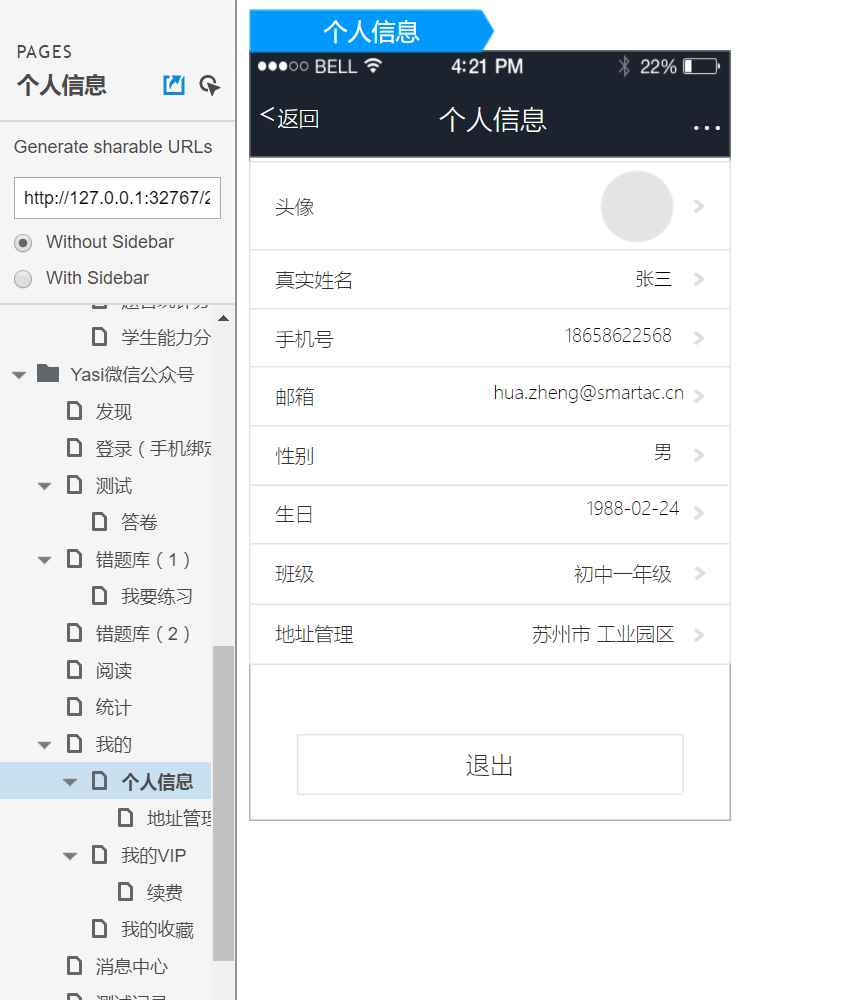 PAGES
个人信息
Generate sharable URLs
http://127.0.0.1:32767/2
Without Sidebar
With Sidebar
学生能力分
Yasi微信公众号
发现
登录（手机绑定
测试
答卷
错题库（1）
我要练习
错题库（2）
阅读
统计
我的
个人信息
地址管理
我的VIP
续费
我的收藏
消息中心
测试记录
个人信息
BELL 4:21 PM 22%
<返回 个人信息 ...
头像
真实姓名 张三
手机号 18658622568
邮箱 hua.zheng@smartac.cn
性别 男
生日 1988-02-24
班级 初中一年级
地址管理 苏州市 工业园区
退出